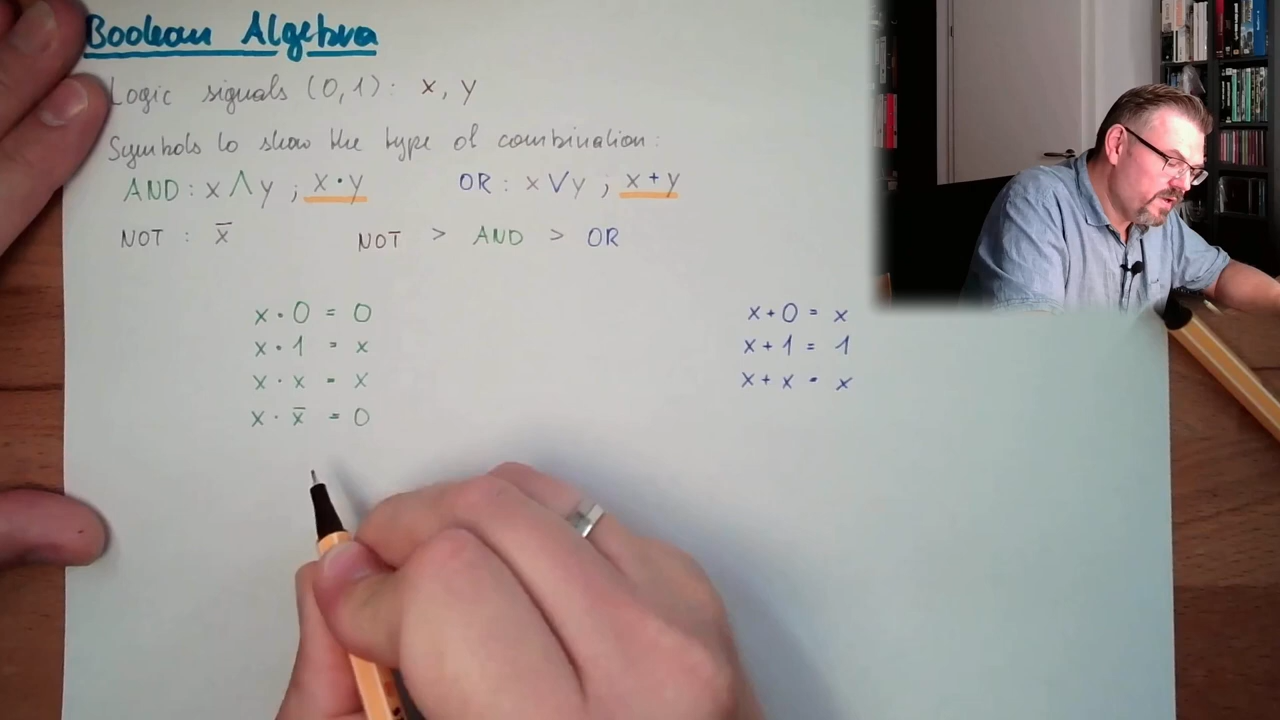 Boolean Algebra
Logic signals (0,1): x, y
Symbols to show the type of combination:
AND: x ∧ y ; x · y OR: x ∨ y ; x + y
NOT : x̅ NOT > AND > OR
x · 0 = 0 x + 0 = x
x · 1 = x x + 1 = 1
x · x = x x + x = x
x · x̅ = 0